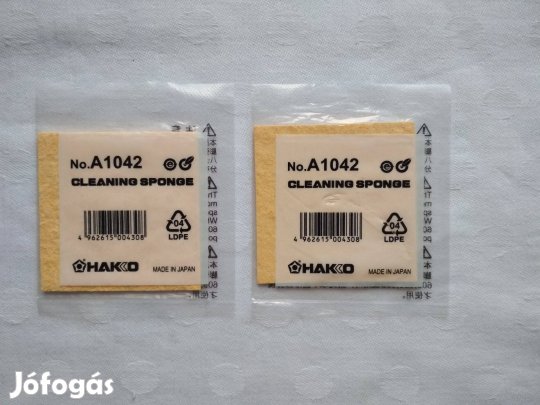 No.A1042
CLEANING SPONGE
4 962615 004308
04
LDPE
HAKKO
MADE IN JAPAN
No.A1042
CLEANING SPONGE
4 962615 004308
04
LDPE
HAKKO
MADE IN JAPAN
Jófogás